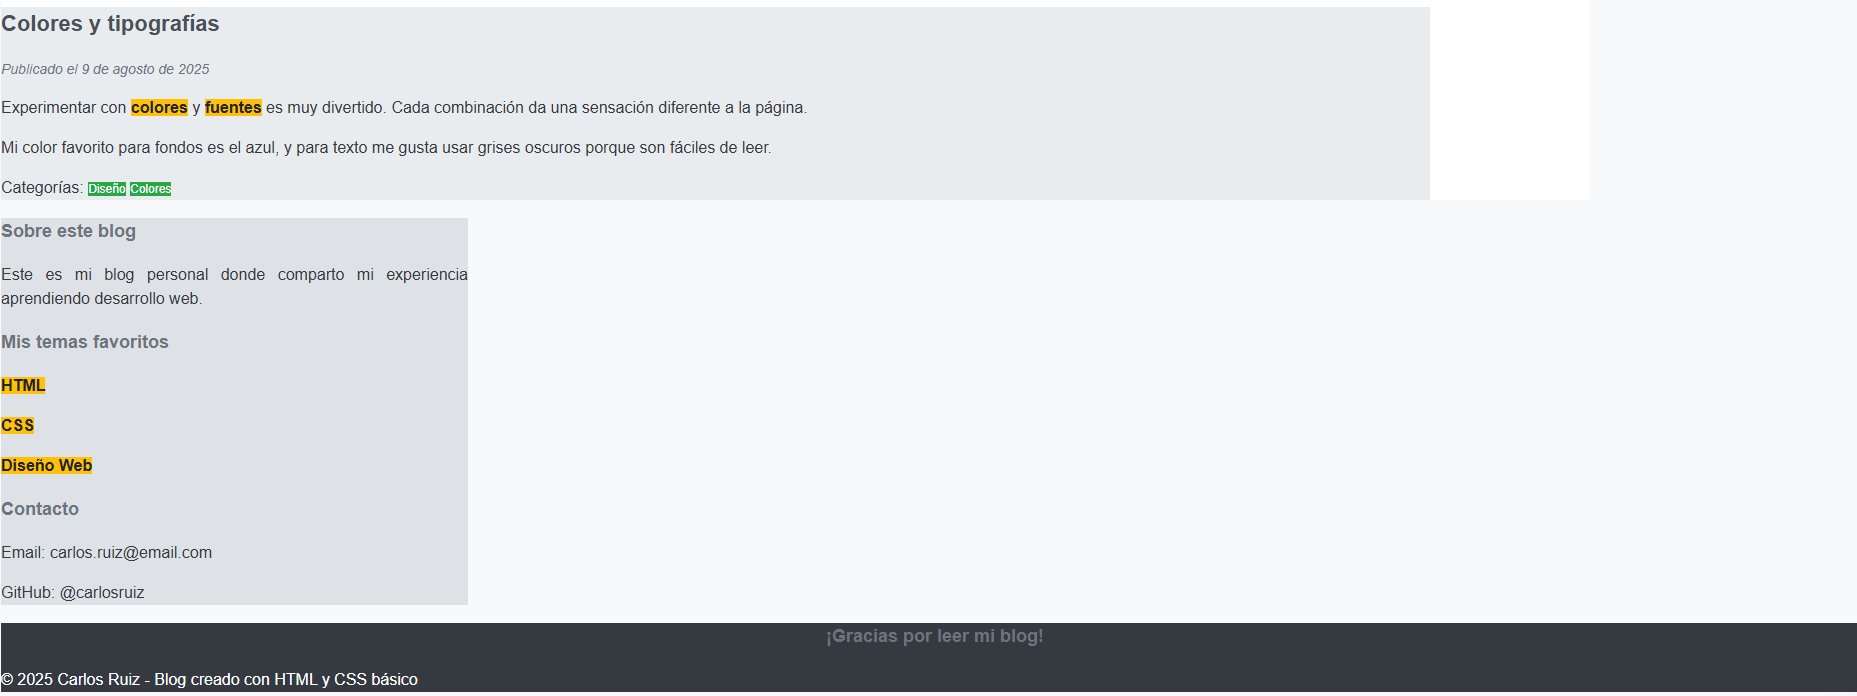 Colores y tipografías
Publicado el 9 de agosto de 2025
Experimentar con colores y fuentes es muy divertido. Cada combinación da una sensación diferente a la página.
Mi color favorito para fondos es el azul, y para texto me gusta usar grises oscuros porque son fáciles de leer.
Categorías: Diseño Colores
Sobre este blog
Este es mi blog personal donde comparto mi experiencia
aprendiendo desarrollo web.
Mis temas favoritos
HTML
CSS
Diseño Web
Contacto
Email: carlos.ruiz@email.com
GitHub: @carlosruiz
¡Gracias por leer mi blog!
© 2025 Carlos Ruiz - Blog creado con HTML y CSS básico